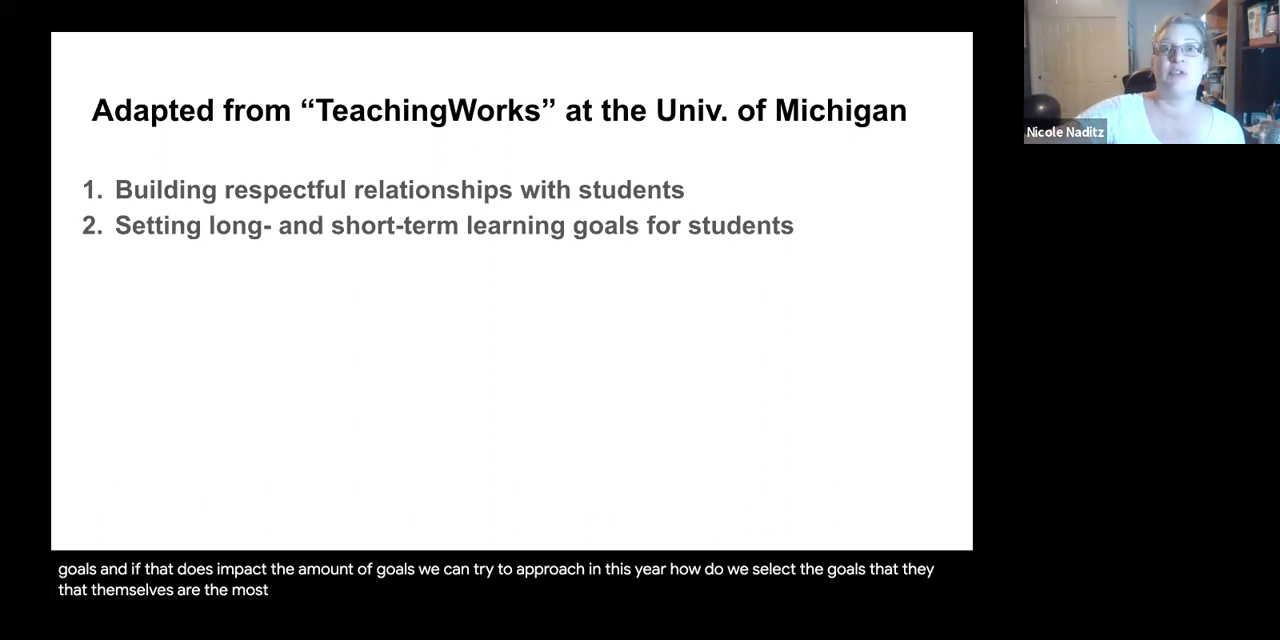 Adapted from “TeachingWorks” at the Univ. of Michigan
1. Building respectful relationships with students
2. Setting long- and short-term learning goals for students
Nicole Naditz
goals and if that does impact the amount of goals we can try to approach in this year how do we select the goals that they
that themselves are the most